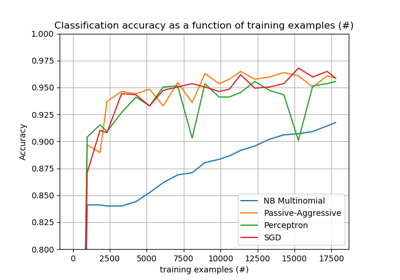 Classification accuracy as a function of training examples (#)
1.000
0.975
0.950
0.925
0.900
0.875
0.850
0.825
0.800
Accuracy
0 2500 5000 7500 10000 12500 15000 17500
training examples (#)
NB Multinomial
Passive-Aggressive
Perceptron
SGD